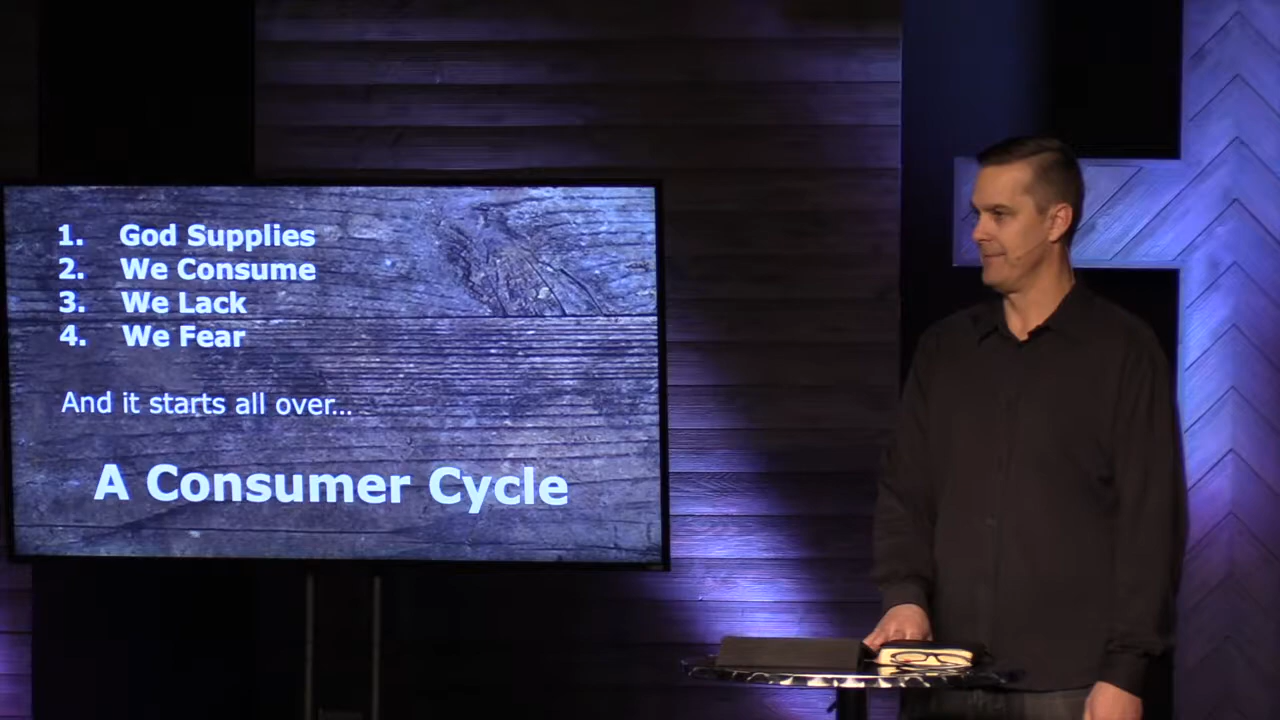 1. God Supplies
2. We Consume
3. We Lack
4. We Fear
And it starts all over...
A Consumer Cycle